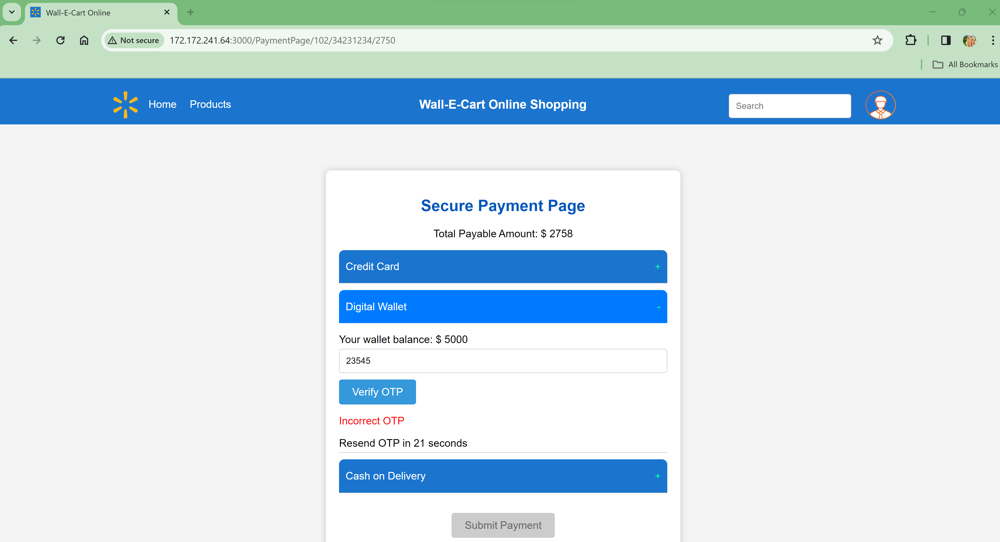 Wall-E-Cart Online
Not secure 172.172.241.64:3000/PaymentPage/102/34231234/2750
All Bookmarks
Home Products Wall-E-Cart Online Shopping Search
Secure Payment Page
Total Payable Amount: $ 2758
Credit Card +
Digital Wallet -
Your wallet balance: $ 5000
23545
Verify OTP
Incorrect OTP
Resend OTP in 21 seconds
Cash on Delivery +
Submit Payment